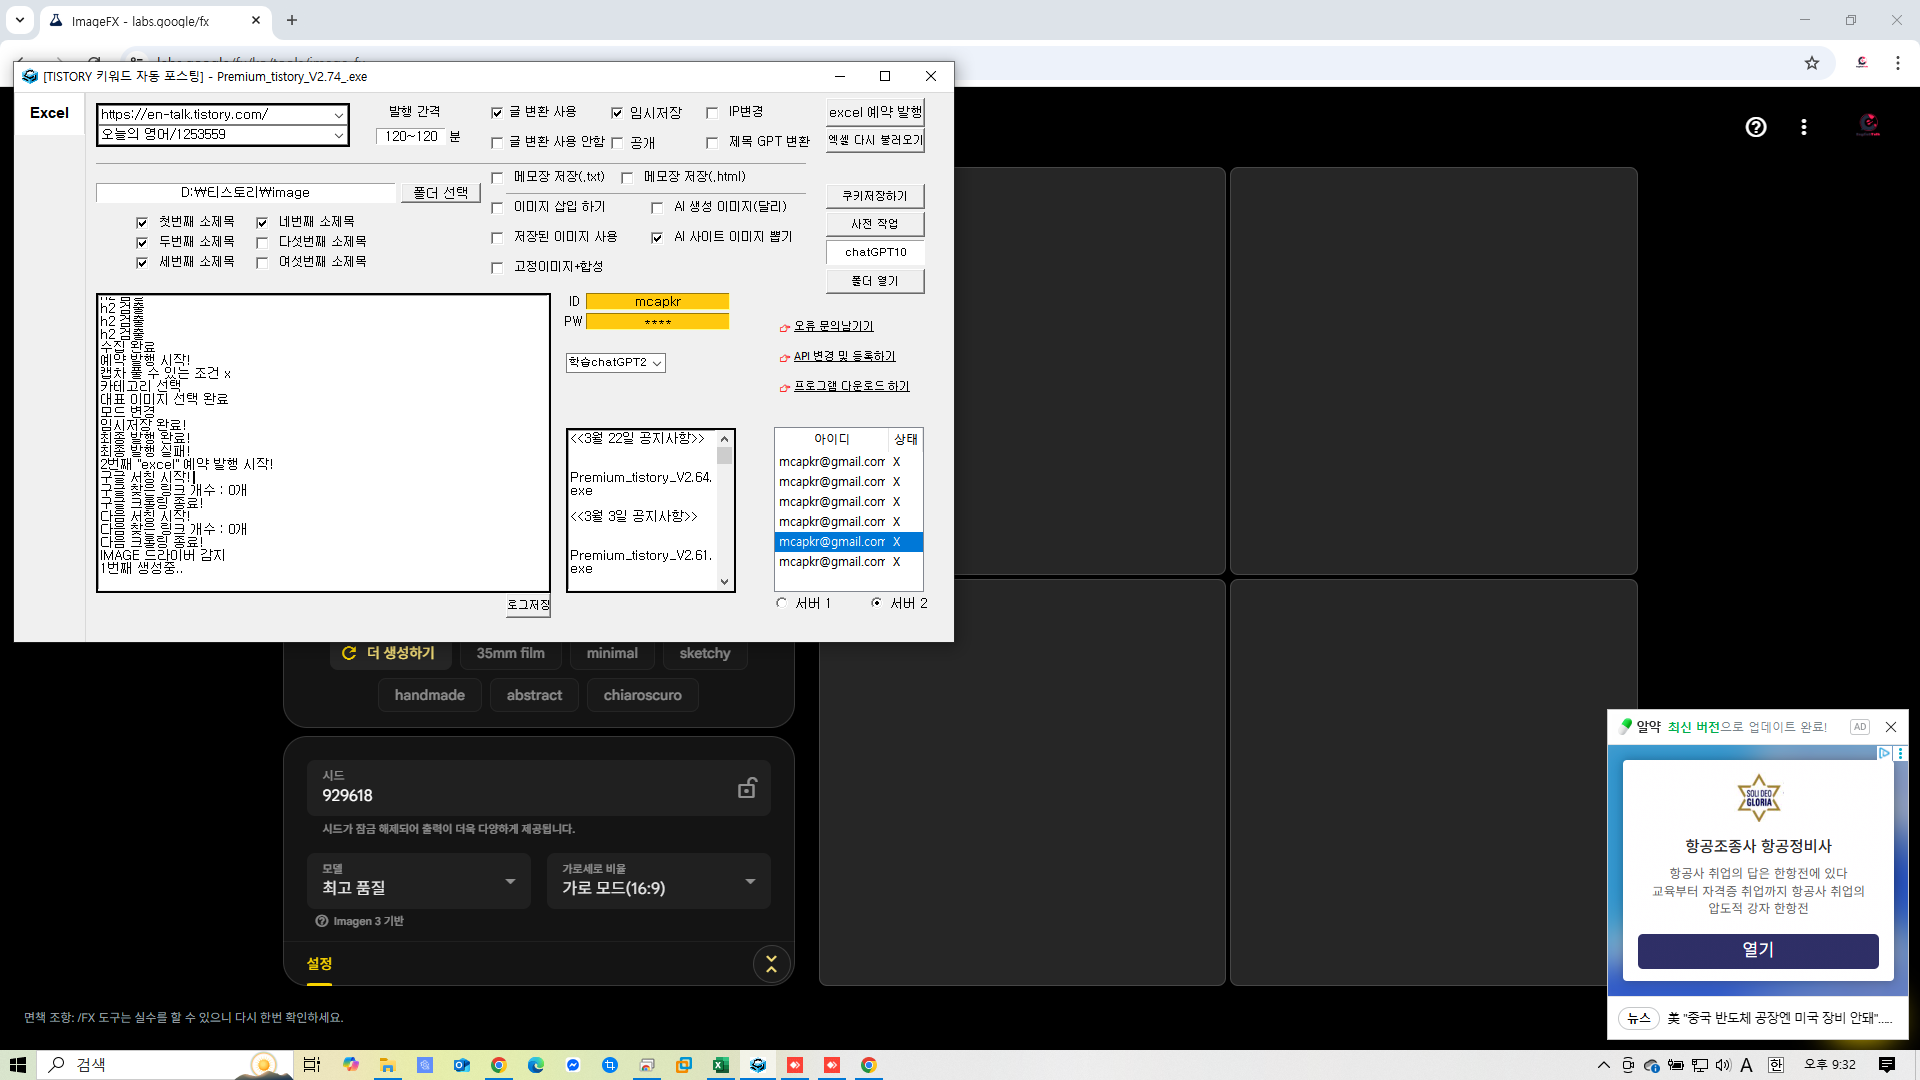 ImageFX - labs.google/fx
[TISTORY 키워드 자동 포스팅] - Premium_tistory_V2.74_.exe
Excel
https://en-talk.tistory.com/
오늘의 영어/1253559
발행 간격
120~120 분
글 변환 사용
임시저장
IP변경
글 변환 사용 안함
공개
제목 GPT 변환
excel 예약 발행
엑셀 다시 불러오기
메모장 저장(.txt)
메모장 저장(.html)
D:₩티스토리₩image
폴더 선택
이미지 삽입 하기
AI 생성 이미지(달리)
저장된 이미지 사용
AI 사이트 이미지 뽑기
고정이미지+합성
첫번째 소제목
네번째 소제목
두번째 소제목
다섯번째 소제목
세번째 소제목
여섯번째 소제목
쿠키저장하기
사전 작업
chatGPT10
폴더 열기
h2 검출
h2 검출
h2 검출
h2 검출
수집 완료
예약 발행 시작!
캡차 풀 수 있는 조건 x
카테고리 선택
대표 이미지 선택 완료
모드 변경
임시저장 완료!
최종 발행 완료!
최종 발행 실패!
2번째 "excel" 예약 발행 시작!
구글 서칭 시작!
구글 찾은 링크 개수 : 0개
구글 크롤링 종료!
다음 서칭 시작!
다음 찾은 링크 개수 : 0개
다음 크롤링 종료!
IMAGE 드라이버 감지
1번째 생성중..
로그저장
ID mcapkr
PW ****
학습chatGPT2
오류 문의남기기
API 변경 및 등록하기
프로그램 다운로드 하기
<<3월 22일 공지사항>>
Premium_tistory_V2.64.
exe
<<3월 3일 공지사항>>
Premium_tistory_V2.61.
exe
아이디 상태
mcapkr@gmail.com X
mcapkr@gmail.com X
mcapkr@gmail.com X
mcapkr@gmail.com X
mcapkr@gmail.com X
mcapkr@gmail.com X
서버 1
서버 2
더 생성하기
35mm film
minimal
sketchy
handmade
abstract
chiaroscuro
시드
929618
시드가 잠금 해제되어 출력이 더욱 다양하게 제공됩니다.
모델
최고 품질
가로세로 비율
가로 모드(16:9)
Imagen 3 기반
설정
면책 조항: /FX 도구는 실수를 할 수 있으니 다시 한번 확인하세요.
알약 최신 버전으로 업데이트 완료!
AD
SOLI DEO
GLORIA
항공조종사 항공정비사
항공사 취업의 답은 한항전에 있다
교육부터 자격증 취업까지 항공사 취업의
압도적 강자 한항전
열기
뉴스
美 "중국 반도체 공장엔 미국 장비 안돼".....
검색
A
한
오후 9:32